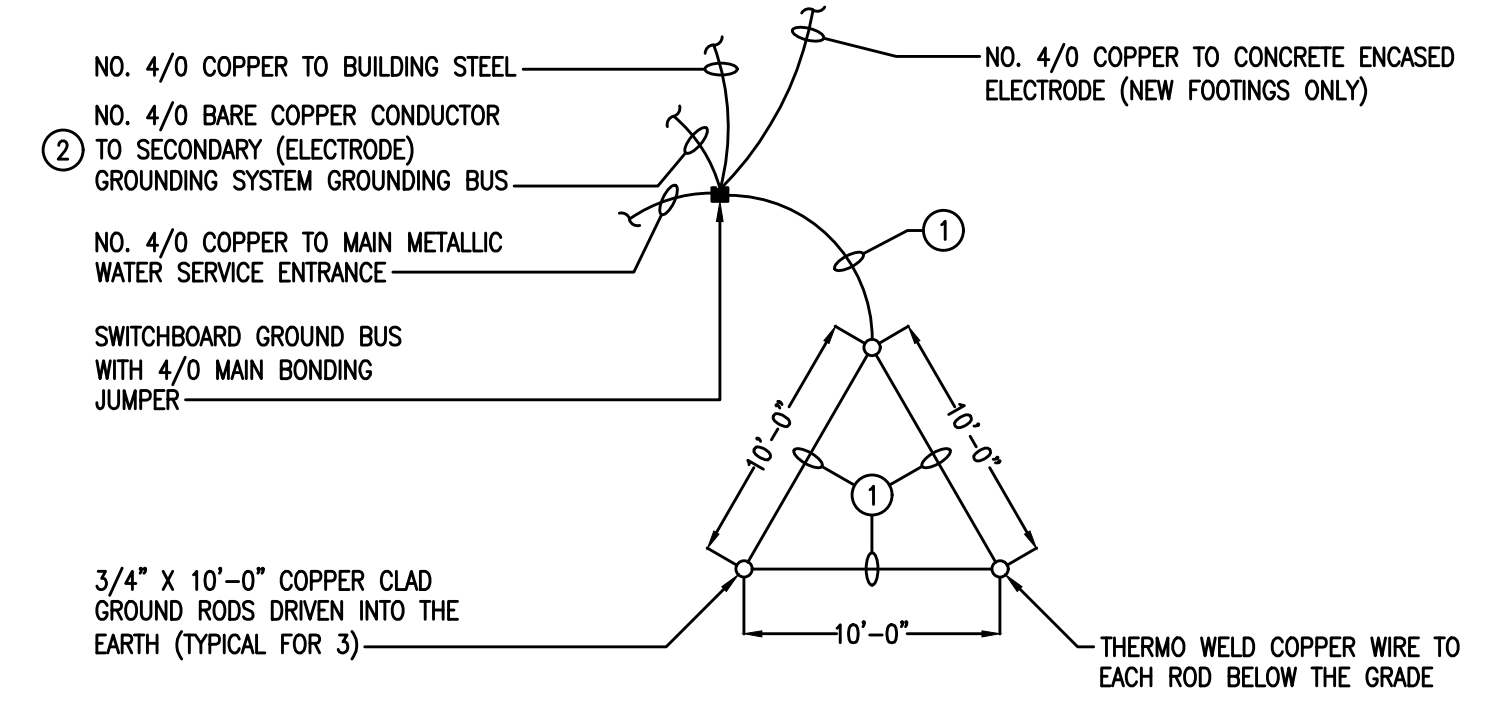 NO. 4/0 COPPER TO BUILDING STEEL
NO. 4/0 BARE COPPER CONDUCTOR
② TO SECONDARY (ELECTRODE)
GROUNDING SYSTEM GROUNDING BUS
NO. 4/0 COPPER TO MAIN METALLIC
WATER SERVICE ENTRANCE
SWITCHBOARD GROUND BUS
WITH 4/0 MAIN BONDING
JUMPER
3/4" X 10'-0" COPPER CLAD
GROUND RODS DRIVEN INTO THE
EARTH (TYPICAL FOR 3)
NO. 4/0 COPPER TO CONCRETE ENCASED
ELECTRODE (NEW FOOTINGS ONLY)
①
10'-0"
10'-0"
①
10'-0"
THERMO WELD COPPER WIRE TO
EACH ROD BELOW THE GRADE